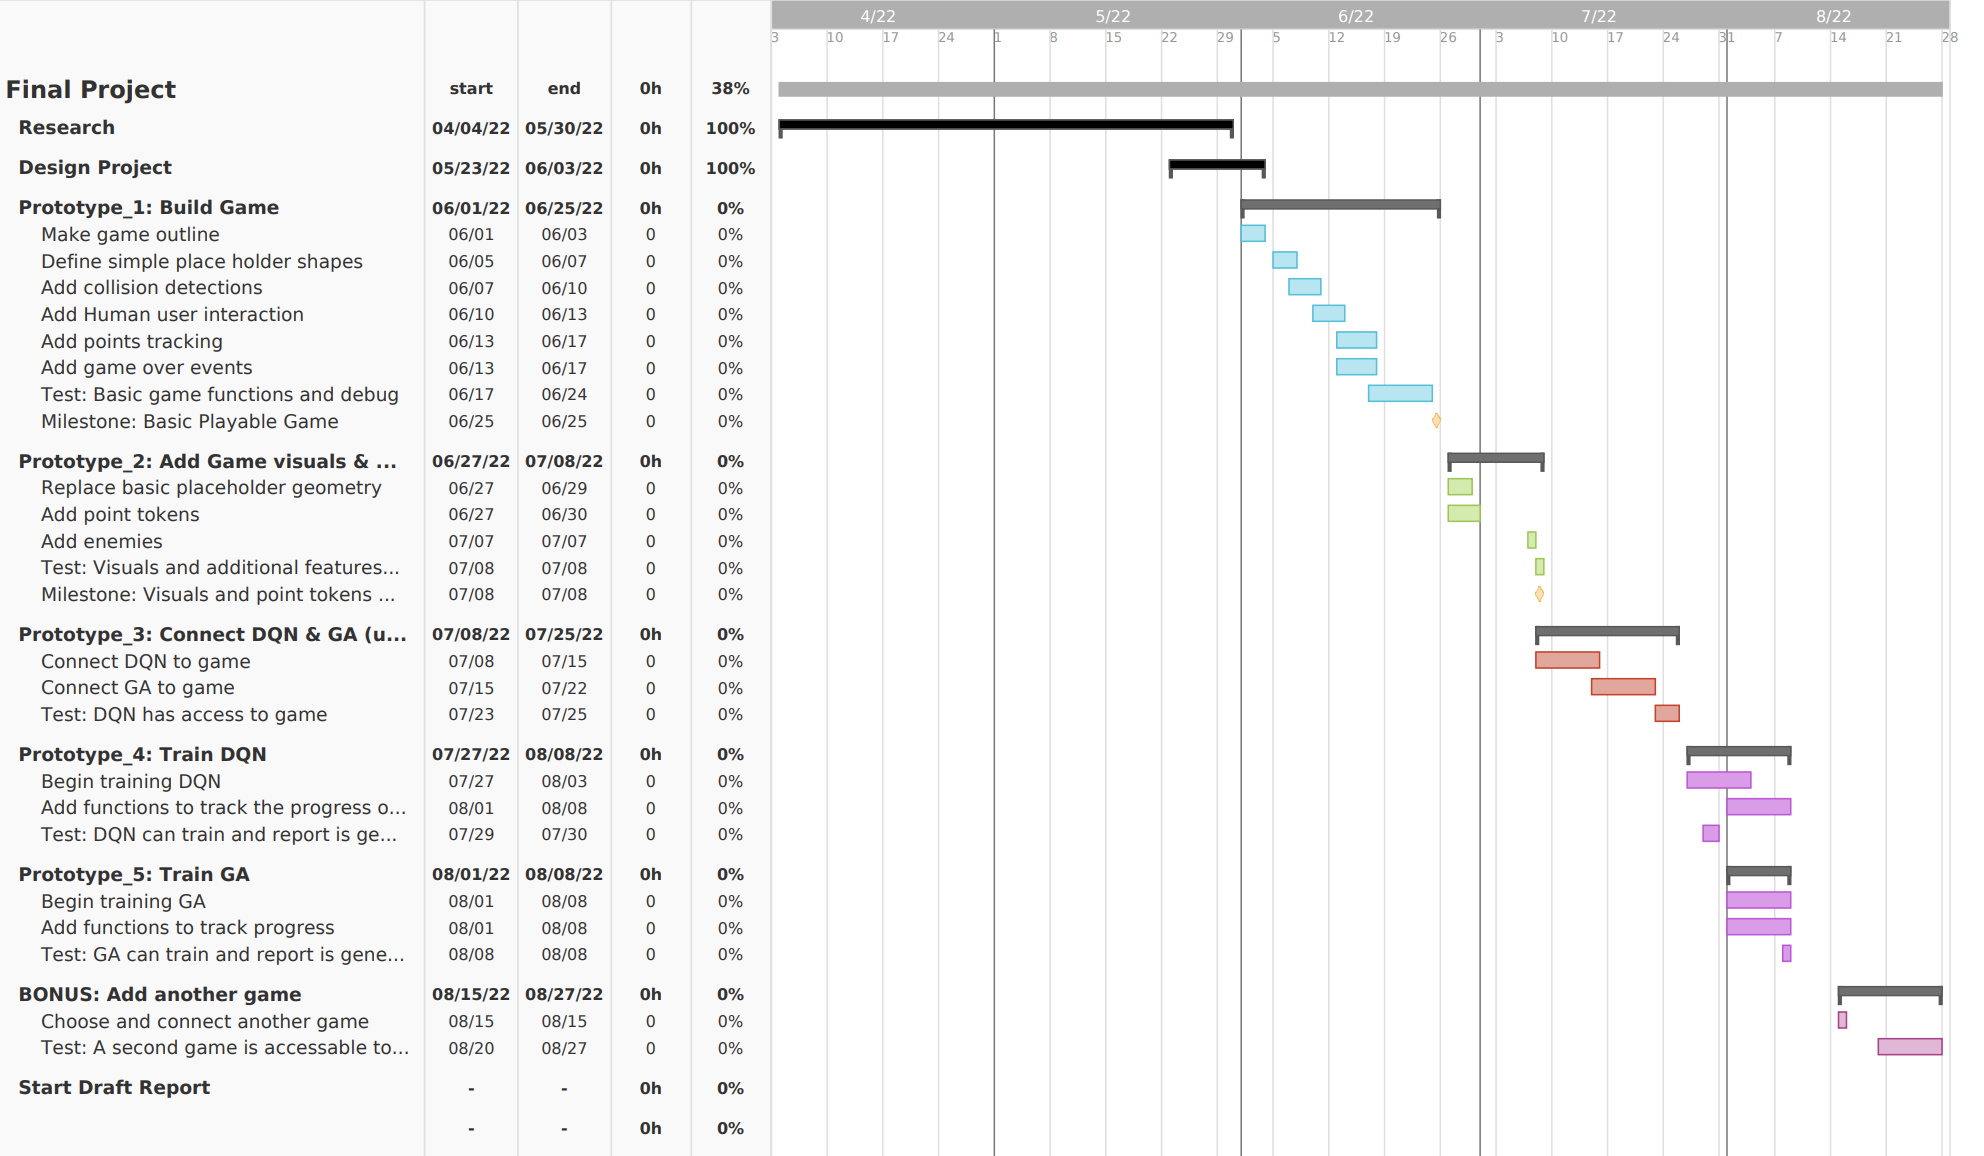 4/22 5/22 6/22 7/22 8/22
3 10 17 24 1 8 15 22 29 5 12 19 26 3 10 17 24 31 7 14 21 28
Final Project start end 0h 38%
Research 04/04/22 05/30/22 0h 100%
Design Project 05/23/22 06/03/22 0h 100%
Prototype_1: Build Game 06/01/22 06/25/22 0h 0%
Make game outline 06/01 06/03 0 0%
Define simple place holder shapes 06/05 06/07 0 0%
Add collision detections 06/07 06/10 0 0%
Add Human user interaction 06/10 06/13 0 0%
Add points tracking 06/13 06/17 0 0%
Add game over events 06/13 06/17 0 0%
Test: Basic game functions and debug 06/17 06/24 0 0%
Milestone: Basic Playable Game 06/25 06/25 0 0%
Prototype_2: Add Game visuals & ... 06/27/22 07/08/22 0h 0%
Replace basic placeholder geometry 06/27 06/29 0 0%
Add point tokens 06/27 06/30 0 0%
Add enemies 07/07 07/07 0 0%
Test: Visuals and additional features... 07/08 07/08 0 0%
Milestone: Visuals and point tokens ... 07/08 07/08 0 0%
Prototype_3: Connect DQN & GA (u... 07/08/22 07/25/22 0h 0%
Connect DQN to game 07/08 07/15 0 0%
Connect GA to game 07/15 07/22 0 0%
Test: DQN has access to game 07/23 07/25 0 0%
Prototype_4: Train DQN 07/27/22 08/08/22 0h 0%
Begin training DQN 07/27 08/03 0 0%
Add functions to track the progress o... 08/01 08/08 0 0%
Test: DQN can train and report is ge... 07/29 07/30 0 0%
Prototype_5: Train GA 08/01/22 08/08/22 0h 0%
Begin training GA 08/01 08/08 0 0%
Add functions to track progress 08/01 08/08 0 0%
Test: GA can train and report is gene... 08/08 08/08 0 0%
BONUS: Add another game 08/15/22 08/27/22 0h 0%
Choose and connect another game 08/15 08/15 0 0%
Test: A second game is accessable to... 08/20 08/27 0 0%
Start Draft Report - - 0h 0%
- - 0h 0%